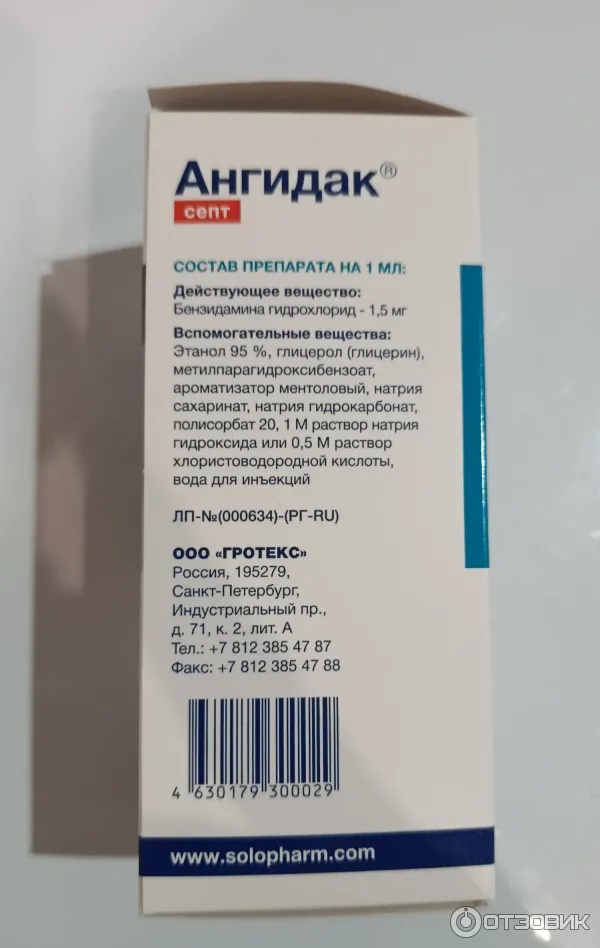 Ангидак®
септ
СОСТАВ ПРЕПАРАТА НА 1 МЛ:
Действующее вещество:
Бензидамина гидрохлорид - 1,5 мг
Вспомогательные вещества:
Этанол 95 %, глицерол (глицерин),
метилпарагидроксибензоат,
ароматизатор ментоловый, натрия
сахаринат, натрия гидрокарбонат,
полисорбат 20, 1 М раствор натрия
гидроксида или 0,5 М раствор
хлористоводородной кислоты,
вода для инъекций
ЛП-№(000634)-(РГ-RU)
ООО «ГРОТЕКС»
Россия, 195279,
Санкт-Петербург,
Индустриальный пр.,
д. 71, к. 2, лит. А
Тел.: +7 812 385 47 87
Факс: +7 812 385 47 88
4 630179 300029
www.solopharm.com
ОТЗОВИК